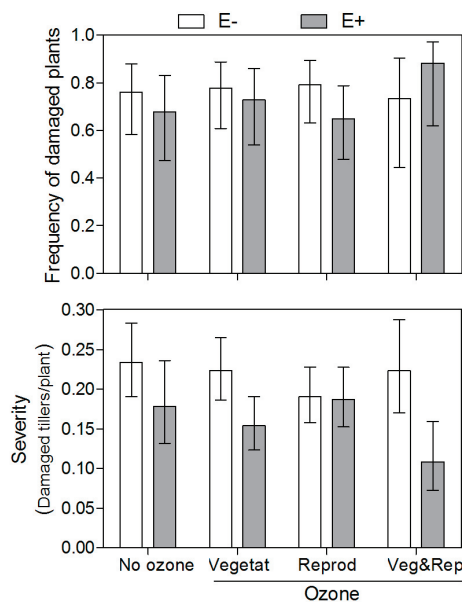 E- E+
Frequency of damaged plants
1.0
0.8
0.6
0.4
0.2
0.0
Severity
(Damaged tillers/plant)
0.30
0.25
0.20
0.15
0.10
0.05
0.00
No ozone Vegetat Reprod Veg&Rep
Ozone